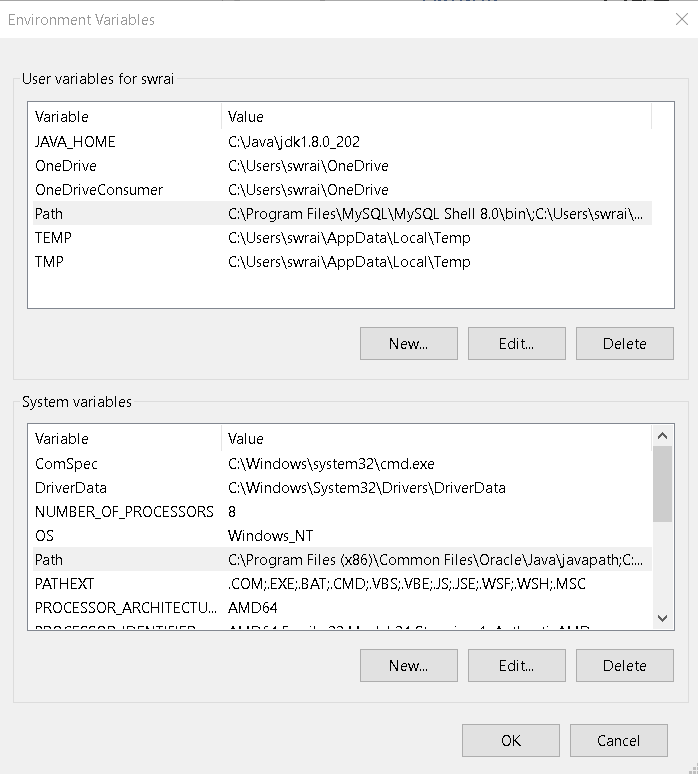 Environment Variables
User variables for swrai
Variable Value
JAVA_HOME C:\Java\jdk1.8.0_202
OneDrive C:\Users\swrai\OneDrive
OneDriveConsumer C:\Users\swrai\OneDrive
Path C:\Program Files\MySQL\MySQL Shell 8.0\bin\;C:\Users\swrai\...
TEMP C:\Users\swrai\AppData\Local\Temp
TMP C:\Users\swrai\AppData\Local\Temp
New... Edit... Delete
System variables
Variable Value
ComSpec C:\Windows\system32\cmd.exe
DriverData C:\Windows\System32\Drivers\DriverData
NUMBER_OF_PROCESSORS 8
OS Windows_NT
Path C:\Program Files (x86)\Common Files\Oracle\Java\javapath;C:...
PATHEXT .COM;.EXE;.BAT;.CMD;.VBS;.VBE;.JS;.JSE;.WSF;.WSH;.MSC
PROCESSOR_ARCHITECTU... AMD64
New... Edit... Delete
OK Cancel